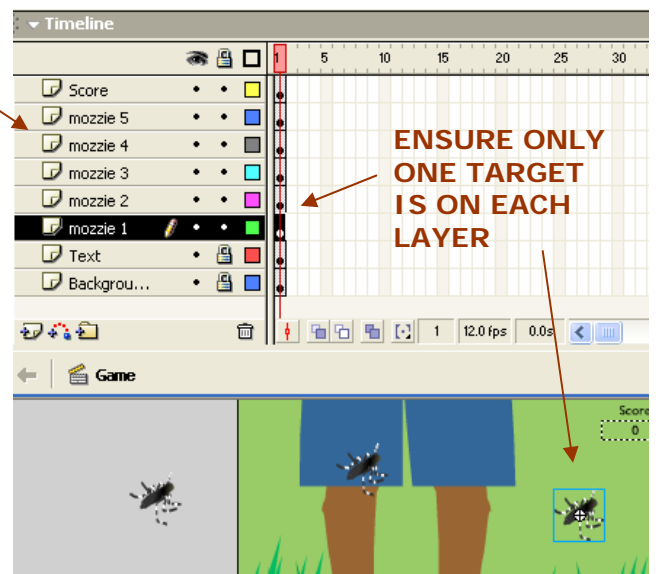 Timeline
1 5 10 15 20 25 30
Score
mozzie 5
mozzie 4
mozzie 3
mozzie 2
mozzie 1
Text
Backgrou...
ENSURE ONLY
ONE TARGET
IS ON EACH
LAYER
1 12.0 fps 0.0s
Game
Score
0